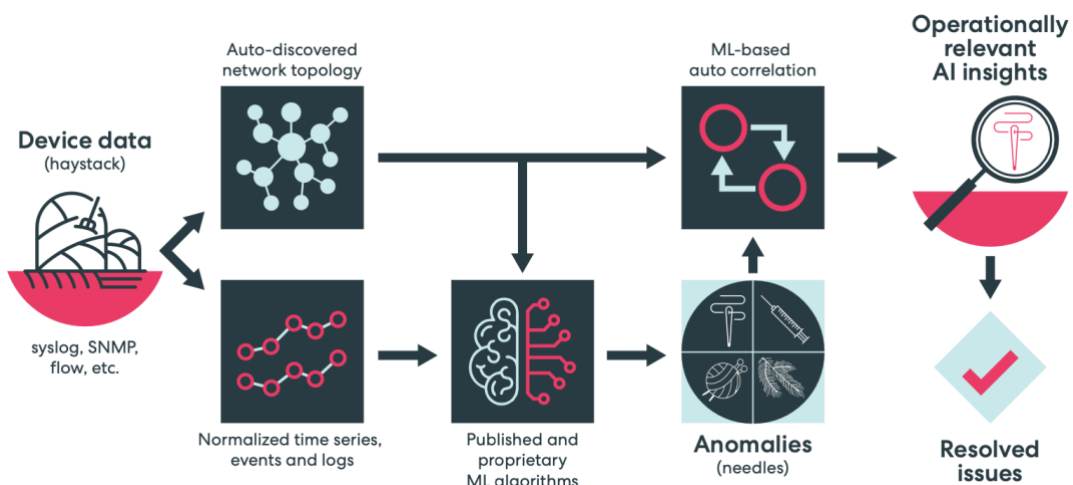 Device data
(haystack)
syslog, SNMP,
flow, etc.
Auto-discovered
network topology
Normalized time series,
events and logs
Published and
proprietary
ML algorithms
ML-based
auto correlation
Anomalies
(needles)
Operationally
relevant
AI insights
Resolved
issues